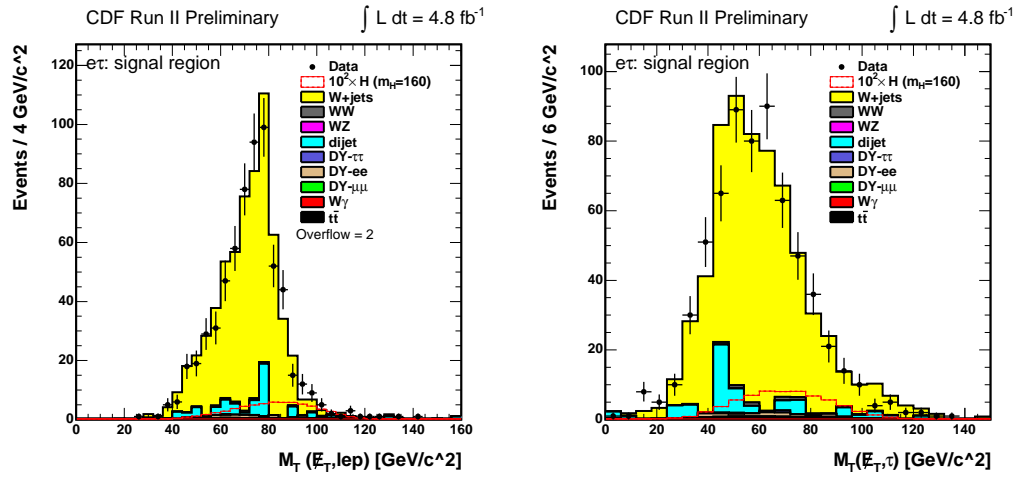 CDF Run II Preliminary
∫ L dt = 4.8 fb⁻¹
eτ: signal region
Data
10²×H (m_H=160)
W+jets
WW
WZ
dijet
DY-ττ
DY-ee
DY-μμ
Wγ
tt̄
Overflow = 2
Events / 4 GeV/c^2
120
100
80
60
40
20
0
0 20 40 60 80 100 120 140 160
M_T (E̸_T,lep) [GeV/c^2]
CDF Run II Preliminary
∫ L dt = 4.8 fb⁻¹
eτ: signal region
Data
10²×H (m_H=160)
W+jets
WW
WZ
dijet
DY-ττ
DY-ee
DY-μμ
Wγ
tt̄
Events / 6 GeV/c^2
100
80
60
40
20
0
0 20 40 60 80 100 120 140
M_T(E̸_T,τ) [GeV/c^2]